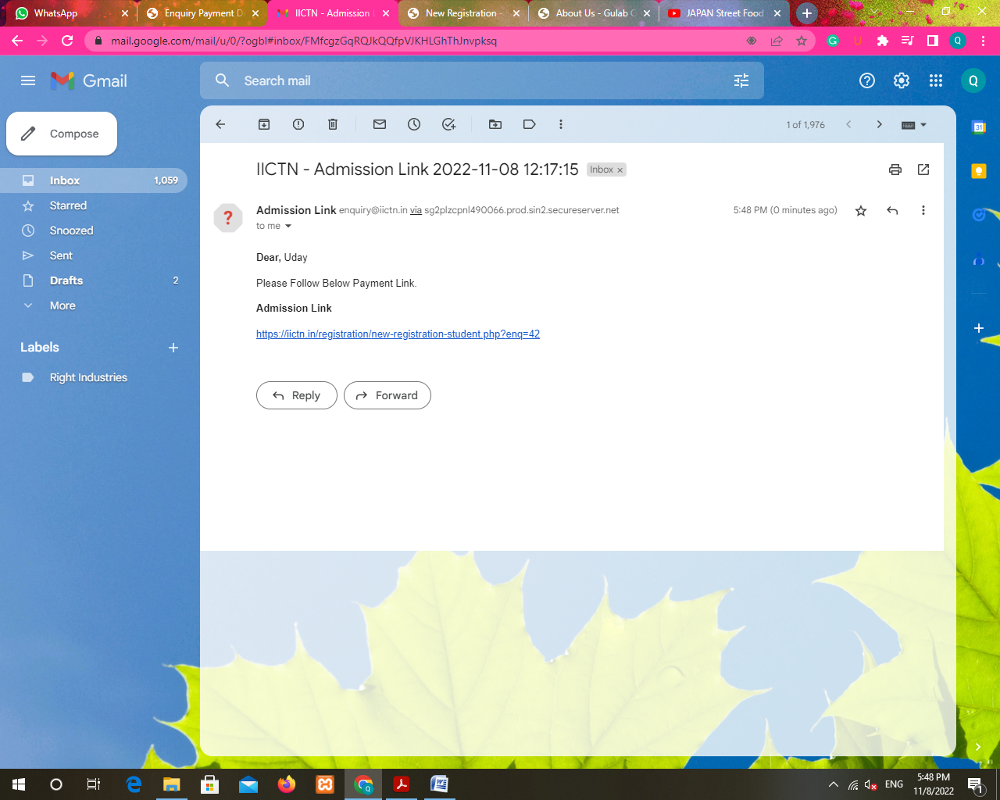 WhatsApp
Enquiry Payment D
IICTN - Admission
New Registration -
About Us - Gulab
JAPAN Street Food
mail.google.com/mail/u/0/?ogbl#inbox/FMfcgzGqRQJkQQfpVJKHLGhThJnvpksq
Q
Gmail
Search mail
Q
Compose
1 of 1,976
31
IICTN - Admission Link 2022-11-08 12:17:15 Inbox ×
Inbox 1,059
Starred
Admission Link enquiry@iictn.in via sg2plzcpnl490066.prod.sin2.secureserver.net 5:48 PM (0 minutes ago)
?
to me
Snoozed
Sent
Dear, Uday
Drafts 2
Please Follow Below Payment Link.
More
Admission Link
https://iictn.in/registration/new-registration-student.php?enq=42
Labels
Right Industries
Reply Forward
ENG
5:48 PM
11/8/2022
1